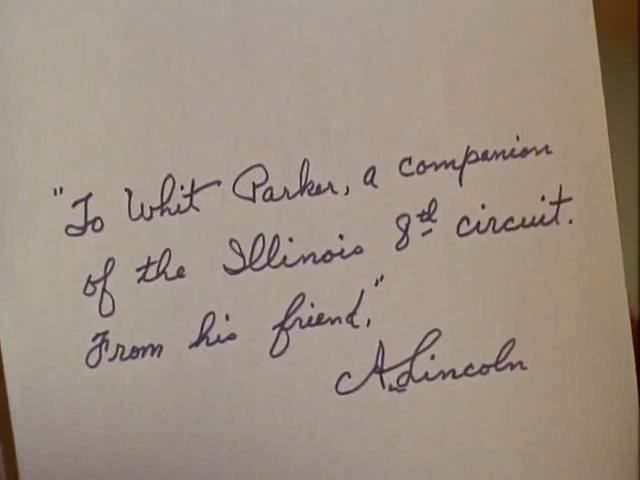 "To Whit Parker, a companion
of the Illinois 8th circuit.
From his friend,"
A. Lincoln